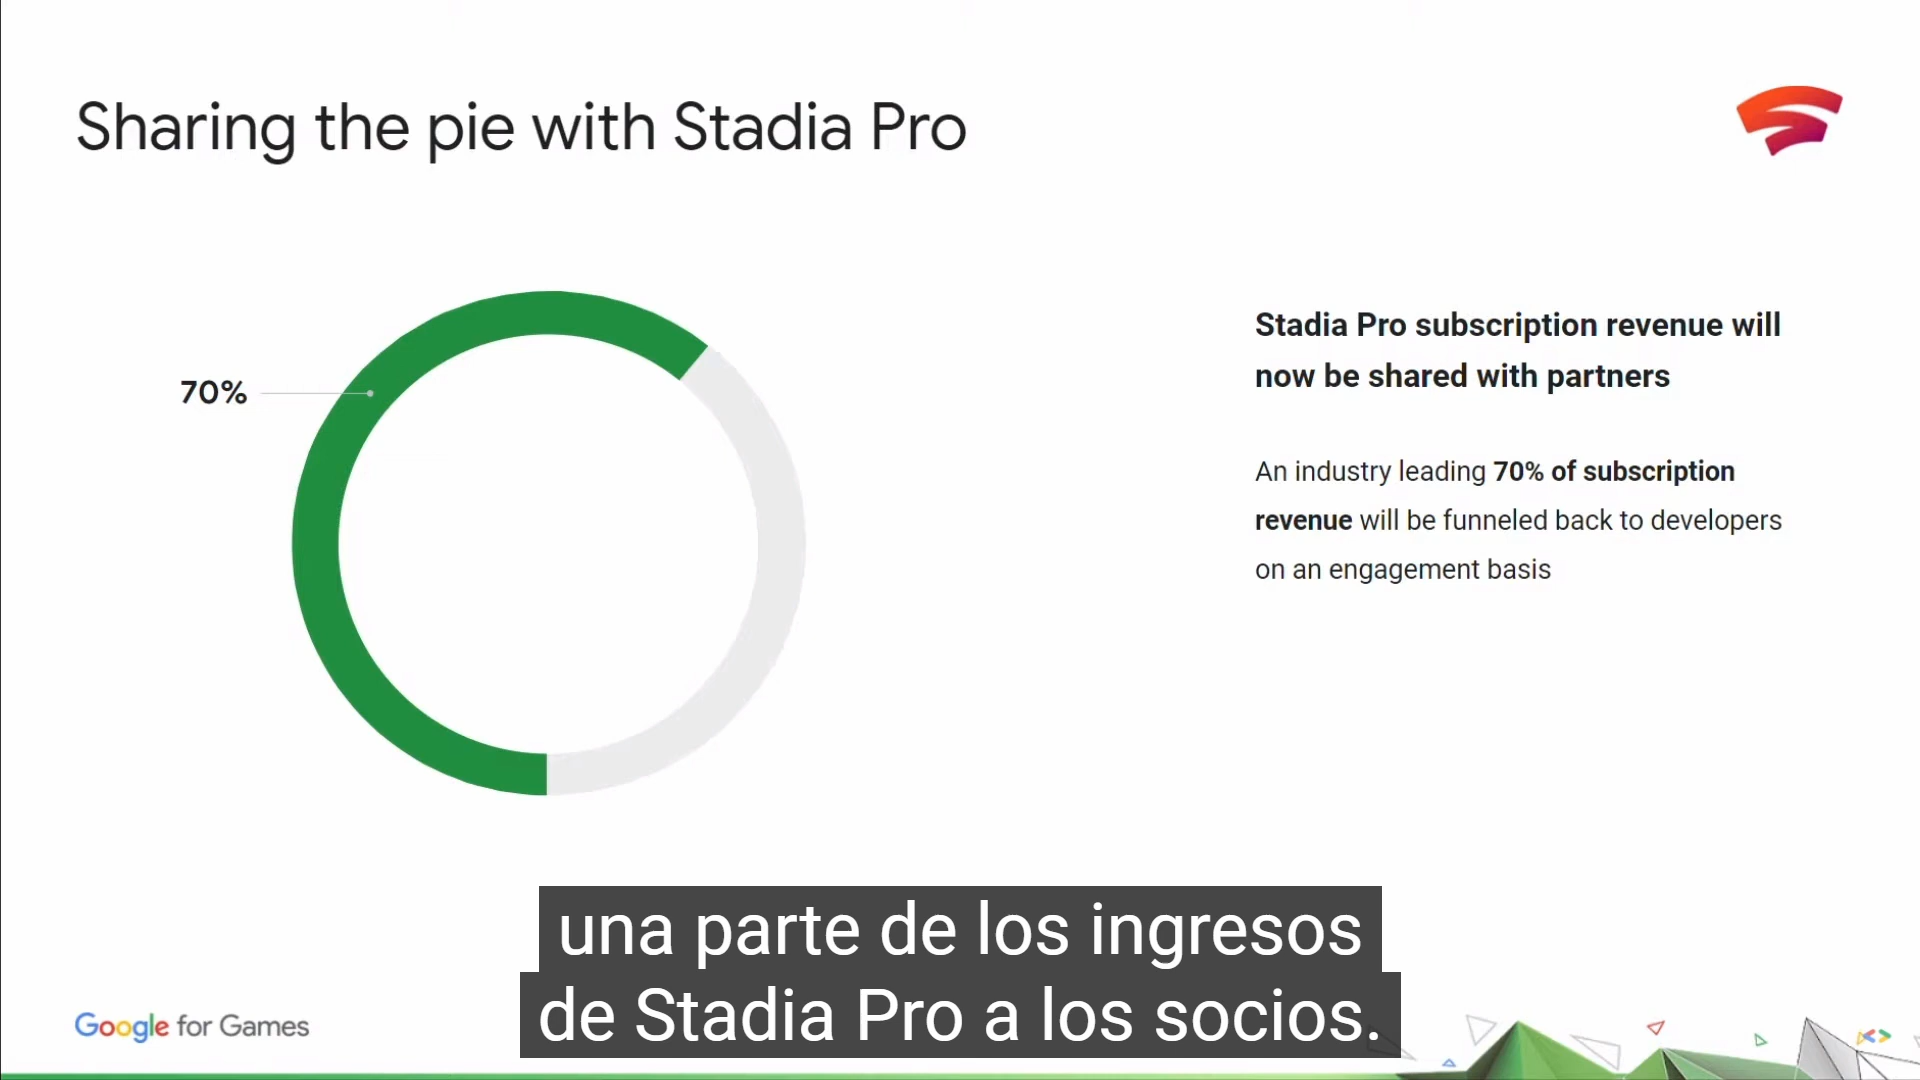 Sharing the pie with Stadia Pro
70%
Stadia Pro subscription revenue will
now be shared with partners
An industry leading 70% of subscription
revenue will be funneled back to developers
on an engagement basis
una parte de los ingresos
de Stadia Pro a los socios.
Google for Games